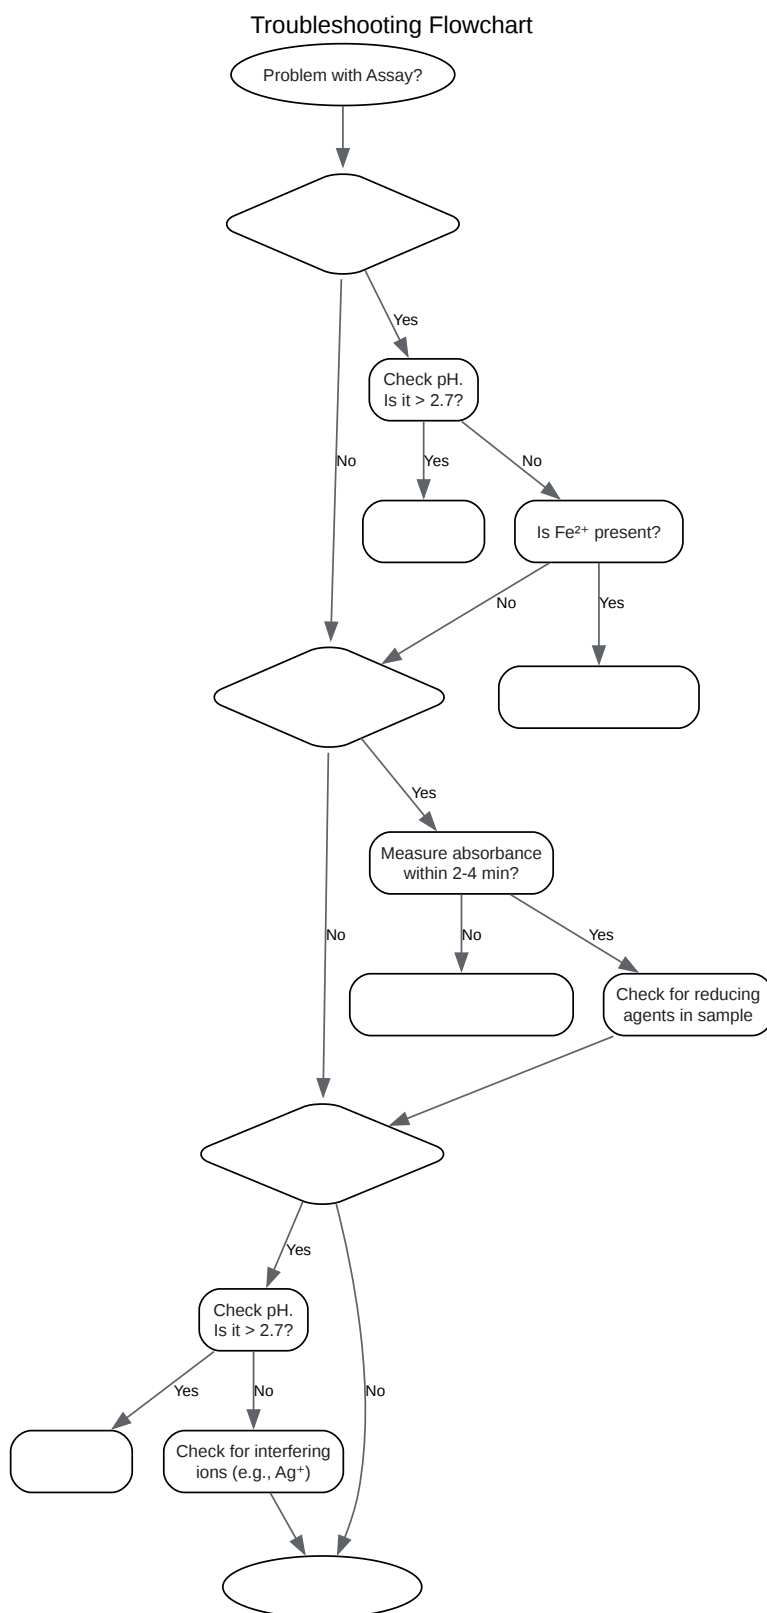 Troubleshooting Flowchart
Problem with Assay?
Yes
Check pH.
Is it > 2.7?
No
Yes
No
Is Fe²⁺ present?
No
Yes
Yes
Measure absorbance
within 2-4 min?
No
No
Yes
Check for reducing
agents in sample
Yes
Check pH.
Is it > 2.7?
Yes
No
No
Check for interfering
ions (e.g., Ag⁺)